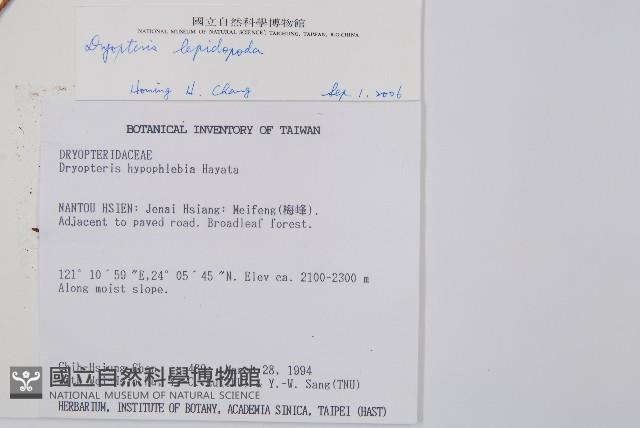 國立自然科學博物館
NATIONAL MUSEUM OF NATURAL SCIENCE, TAICHUNG, TAIWAN, R.O.CHINA
Dryopteris lepidopoda
Homing H. Chang Sep. 1, 2006
BOTANICAL INVENTORY OF TAIWAN
DRYOPTERIDACEAE
Dryopteris hypophlebia Hayata
NANTOU HSIEN: Jenai Hsiang: Meifeng(梅峰).
Adjacent to paved road. Broadleaf forest.
121° 10´59 "E,24° 05´45 "N. Elev ca. 2100-2300 m
Along moist slope.
28, 1994
Y.-W. Sang(TNU)
國立自然科學博物館
NATIONAL MUSEUM OF NATURAL SCIENCE
HERBARIUM, INSTITUTE OF BOTANY, ACADEMIA SINICA, TAIPEI (HAST)